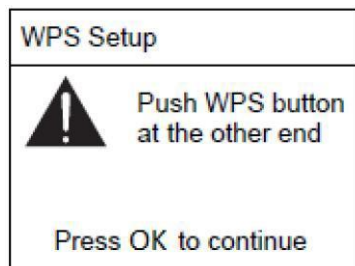 WPS Setup
Push WPS button
at the other end
Press OK to continue